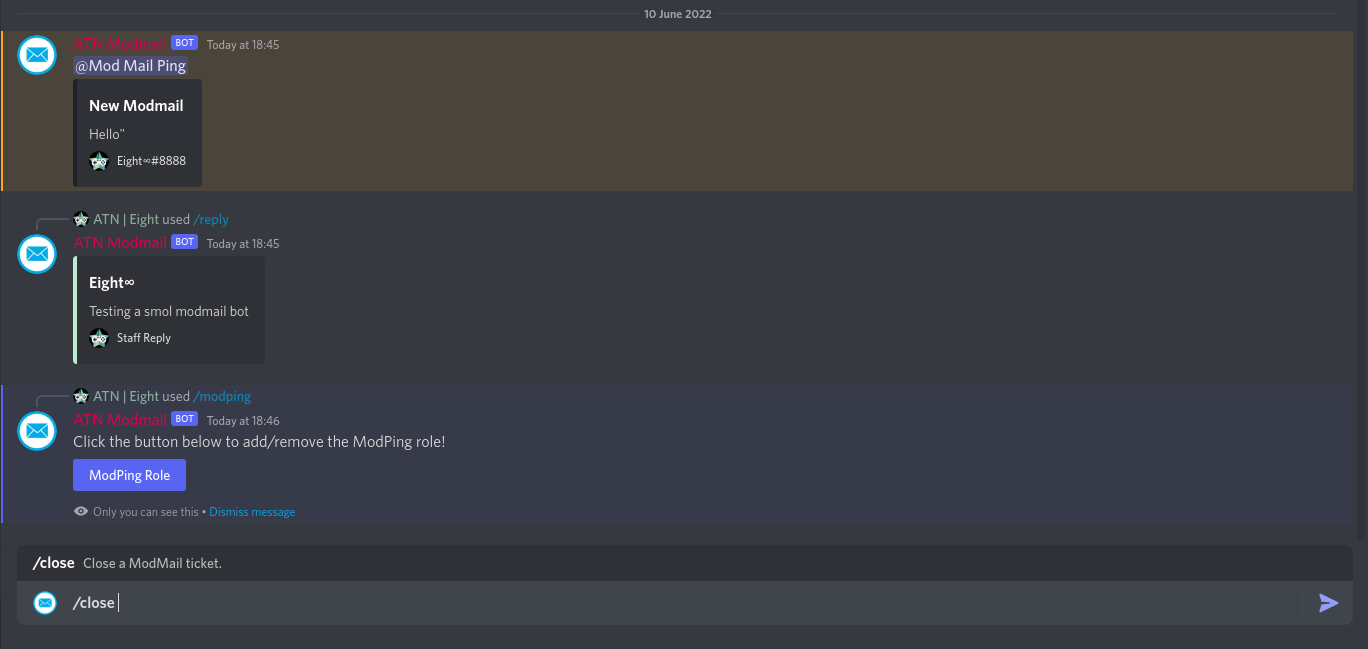 10 June 2022
ATN Modmail BOT Today at 18:45
@Mod Mail Ping
New Modmail
Hello"
Eight∞#8888
ATN | Eight used /reply
ATN Modmail BOT Today at 18:45
Eight∞
Testing a smol modmail bot
Staff Reply
ATN | Eight used /modping
ATN Modmail BOT Today at 18:46
Click the button below to add/remove the ModPing role!
ModPing Role
Only you can see this • Dismiss message
/close Close a ModMail ticket.
/close